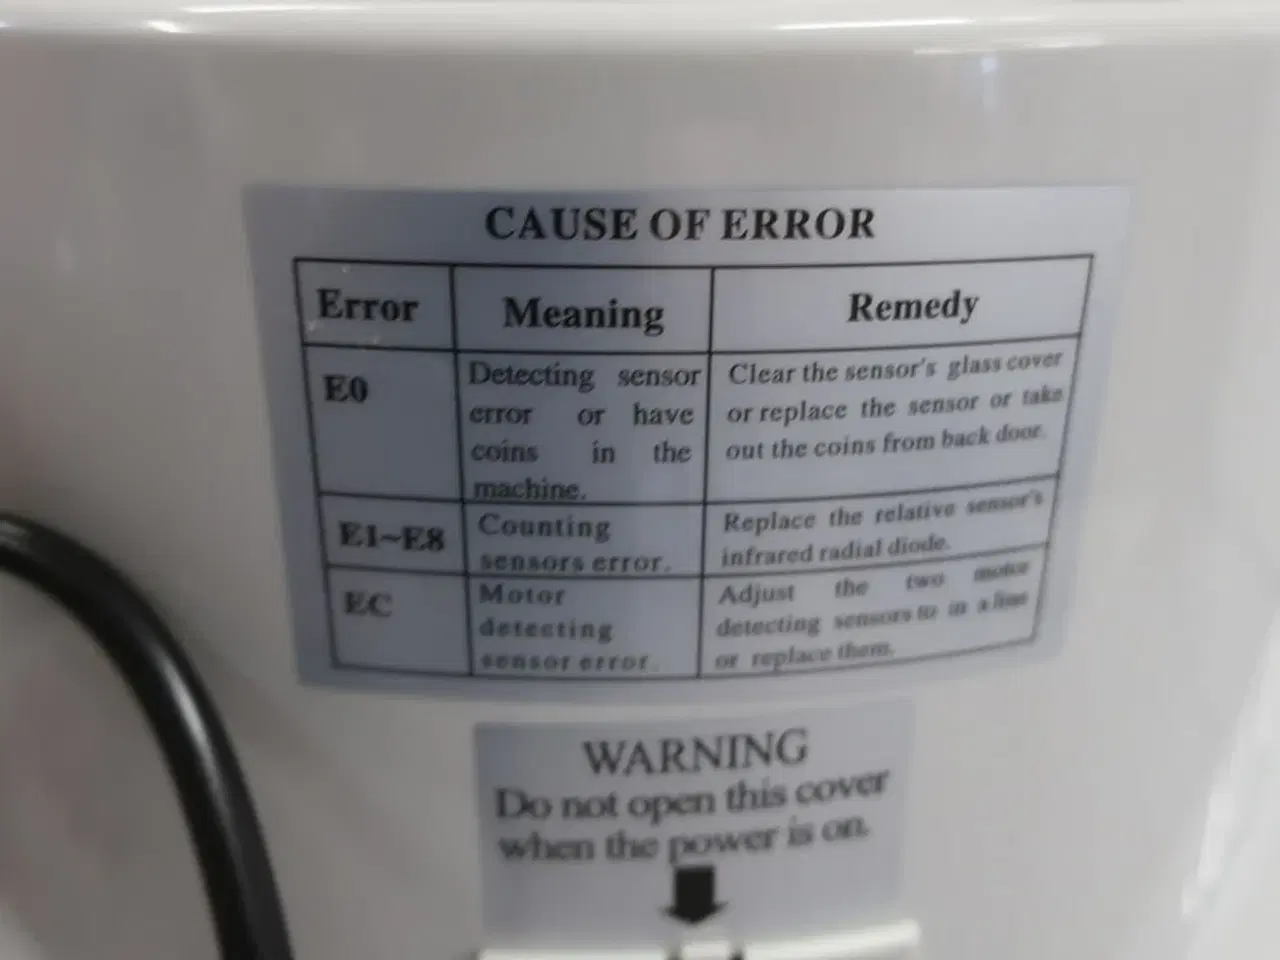 CAUSE OF ERROR
Error Meaning Remedy
E0
Detecting sensor
error or have
coins in the
machine.
Clear the sensor's glass cover
or replace the sensor or take
out the coins from back door.
E1~E8
Counting
sensors error.
Replace the relative sensor's
infrared radial diode.
EC
Motor
detecting
sensor error.
Adjust the two motor
detecting sensors to in a line
or replace them.
WARNING
Do not open this cover
when the power is on.